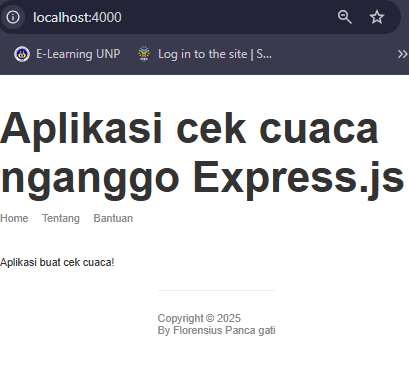 localhost:4000
E-Learning UNP
Log in to the site | S...
Aplikasi cek cuaca
nganggo Express.js
Home Tentang Bantuan
Aplikasi buat cek cuaca!
Copyright © 2025
By Florensius Panca gati